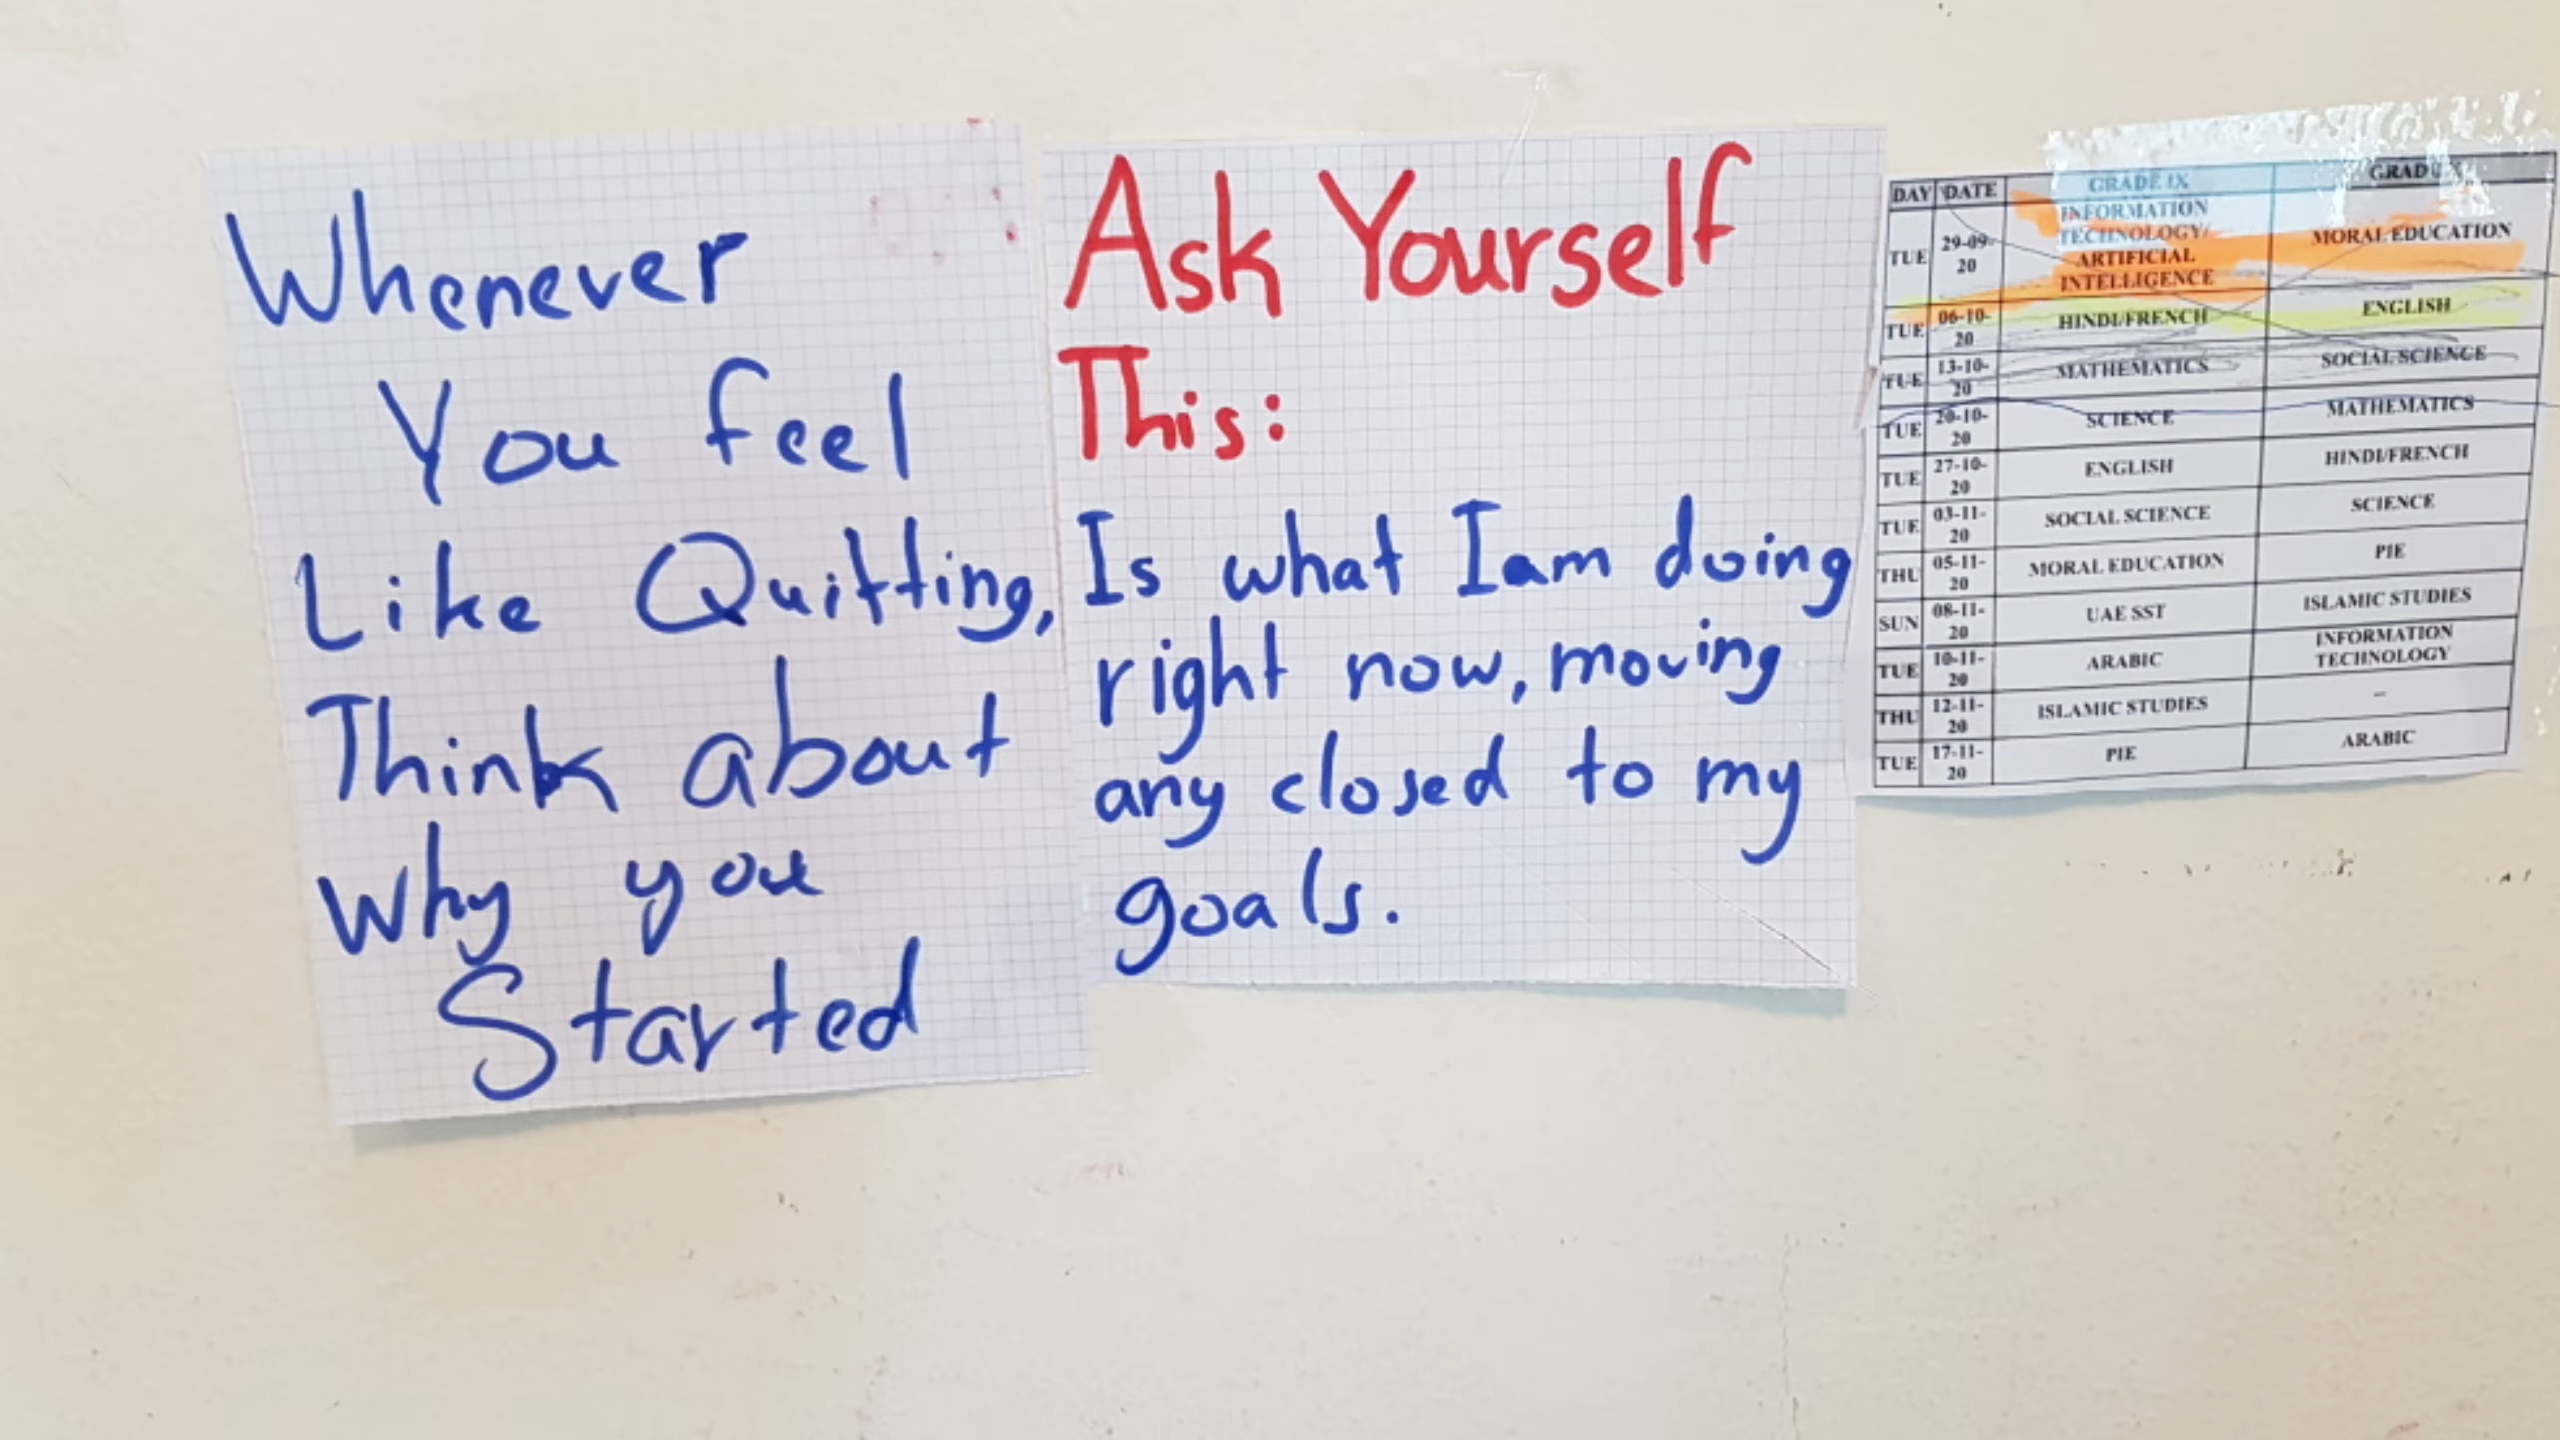 Whenever
You feel
Like Quitting,
Think about
Why you
Started
Ask Yourself
This:
Is what I am doing
right now, moving
any closed to my
goals.
DAY DATE GRADE IX GRADE X
TUE 29-09-20 INFORMATION TECHNOLOGY/ ARTIFICIAL INTELLIGENCE MORAL EDUCATION
TUE 06-10-20 HINDI/FRENCH ENGLISH
TUE 13-10-20 MATHEMATICS SOCIAL SCIENCE
TUE 20-10-20 SCIENCE MATHEMATICS
TUE 27-10-20 ENGLISH HINDI/FRENCH
TUE 03-11-20 SOCIAL SCIENCE SCIENCE
THU 05-11-20 MORAL EDUCATION PIE
SUN 08-11-20 UAE SST ISLAMIC STUDIES
TUE 10-11-20 ARABIC INFORMATION TECHNOLOGY
THU 12-11-20 ISLAMIC STUDIES –
TUE 17-11-20 PIE ARABIC